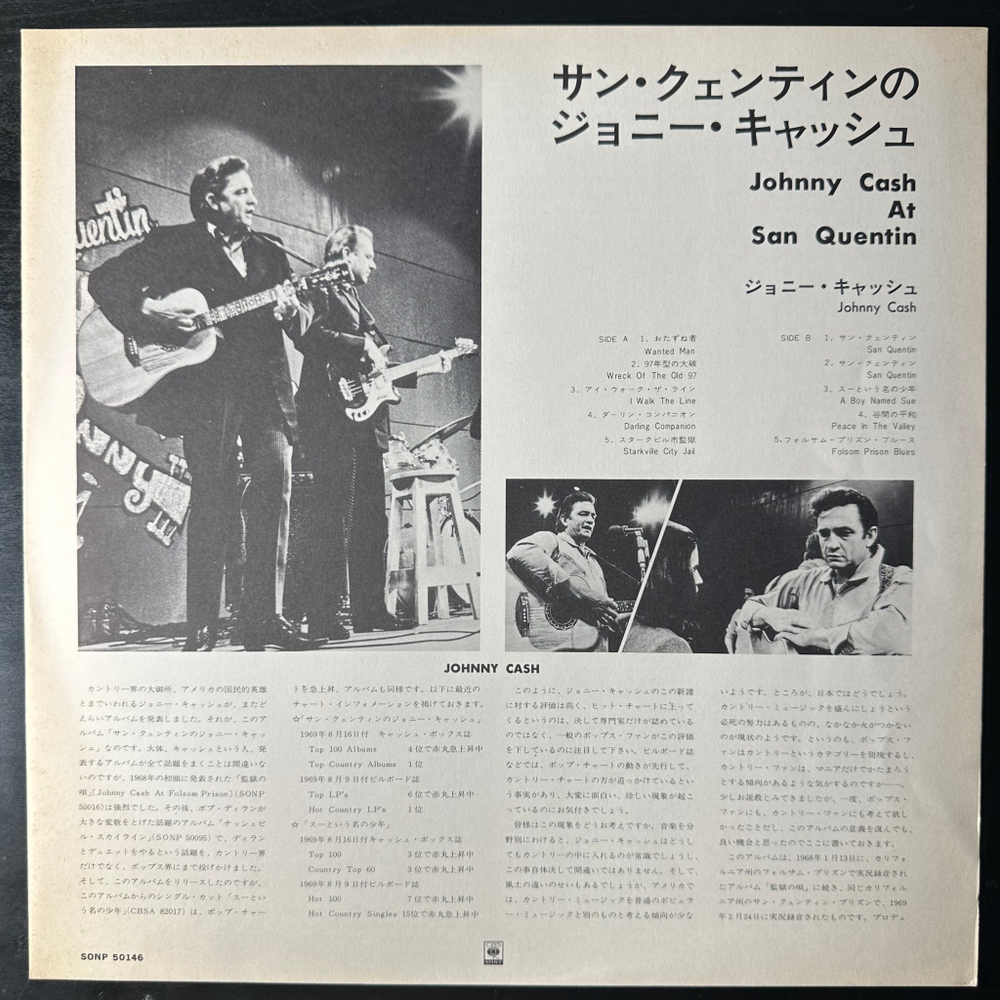 サン・クェンティンの
ジョニー・キャッシュ
Johnny Cash
At
San Quentin
ジョニー・キャッシュ
Johnny Cash
SIDE A 1. おたずね者
Wanted Man
2. 97年型の大破
Wreck Of The Old·97
3. アイ・ウォーク・ザ・ライン
I Walk The Line
4. ダーリン・コンパニオン
Darling Companion
5. スタークビル市監獄
Starkville City Jail
SIDE B 1. サン・クェンティン
San Quentin
2. サン・クェンティン
San Quentin
3. スーという名の少年
A Boy Named Sue
4. 谷間の平和
Peace In The Valley
5. フォルサム・プリズン・ブルース
Folsom Prison Blues
uentin
JOHNNY CASH
カントリー界の大御所、アメリカの国民的英雄
とまでいわれるジョニー・キャッシュが、またど
えらいアルバムを発表しました。それが、このア
ルバム「サン・クェンティンのジョニー・キャッシ
ュ」なのです。大体、キャッシュという人、発
表するアルバムが全て話題をまくことは間違いな
いのですが、1968年の初頭に発表された「監獄の
唄」[Johnny Cash At Folsom Prison](SONP
50016)は強烈でした。その後、ボブ・ディランが
大きな変貌をとげた話題のアルバム「ナッシュビ
ル・スカイライン」(SONP 50095)で、ディラン
とデュエットをやるという話題を、カントリー界
だけでなく、ポップス界にまで投げかけました。
そして、このアルバムをリリースしたのですが、
このアルバムからのシングル・カット「スーとい
う名の少年」(CBSA 82017)は、ポップ・チャー
トを急上昇、アルバムも同様です。以下に最近の
チャート・インフォメーションを掲げておきます。
☆「サン・クェンティンのジョニー・キャッシュ」
1969年8月16日付 キャッシュ・ボックス誌
Top 100 Albums 4位で赤丸急上昇中
Top Country Albums 1位
1969年8月9日付ビルボード誌
Top LP's 6位で赤丸急上昇中
Hot Country LP's 1位
☆「スーという名の少年」
1969年8月16日付キャッシュ・ボックス誌
Top 100 3位で赤丸上昇中
Country Top 60 3位で赤丸上昇中
1969年8月9日付ビルボード誌
Hot 100 7位で赤丸上昇中
Hot Country Singles 15位で赤丸上昇中
このように、ジョニー・キャッシュのこの新譜
に対する評価は高く、ヒット・チャートに上って
くるというのは、決して専門家だけが認めている
のではなく、一般のポップス・ファンがこの評価
を下しているのに注目して下さい。ビルボード誌
などでは、ポップ・チャートの動きが先行して、
カントリー・チャートの方が追っかけているとい
う事実があり、大変に面白い、珍しい現象が起こ
っているのにお気付きでしょう。
皆様はこの現象をどうお考えですか。音楽を分
野別にわけると、ジョニー・キャッシュはどうし
てもカントリーの中に入れるのが常識でしょうし、
この事自体決して間違いではありません。そして、
風土の違いのせいもあるでしょうが、アメリカで
は、カントリー・ミュージックを普通のポピュラ
ー・ミュージックと別のものと考える傾向が少な
いようです。ところが、日本ではどうでしょう。
カントリー・ミュージックを盛んにしようという
必死の努力はあるものの、なかなか火がつかない
のが現状のようです。というのも、ポップス・フ
ァンはカントリーというカテゴリーを別視するし、
カントリー・ファンは、マニアだけでかたまろう
とする傾向があるような気がするのですが……。
少しお説教じみてきましたが、一度、ポップス・
ファンにも、カントリー・ファンにも考えて欲し
かったことだし、このアルバムの意義を汲んでも、
良い機会と思ったのでここに書いておきます。
このアルバムは、1968年1月13日に、カリフォ
ルニア州のフォルサム・プリズンで実況録音され
たアルバム「監獄の唄」に続き、同じカリフォル
ニア州のサン・クェンティン・プリズンで、1969
年2月24日に実況録音されたものです。プロデュ
SONP 50146
CBS
SONY